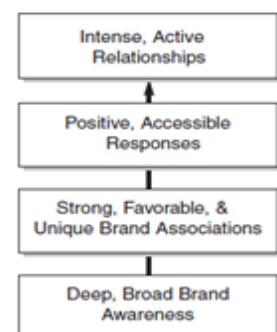 Intense, Active
Relationships
Positive, Accessible
Responses
Strong, Favorable, &
Unique Brand Associations
Deep, Broad Brand
Awareness